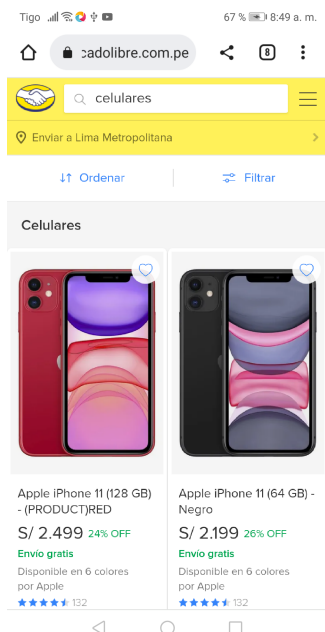 Tigo 67 % 8:49 a. m.
cadolibre.com.pe 8
celulares
Enviar a Lima Metropolitana
Ordenar Filtrar
Celulares
Apple iPhone 11 (128 GB)
- (PRODUCT)RED
S/ 2.499 24% OFF
Envío gratis
Disponible en 6 colores
por Apple
132
Apple iPhone 11 (64 GB) -
Negro
S/ 2.199 26% OFF
Envío gratis
Disponible en 6 colores
por Apple
132